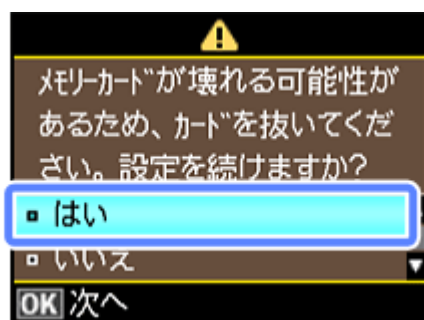 メモリーカードが壊れる可能性が
あるため、カードを抜いてくだ
さい。設定を続けますか?
はい
いいえ
OK 次へ